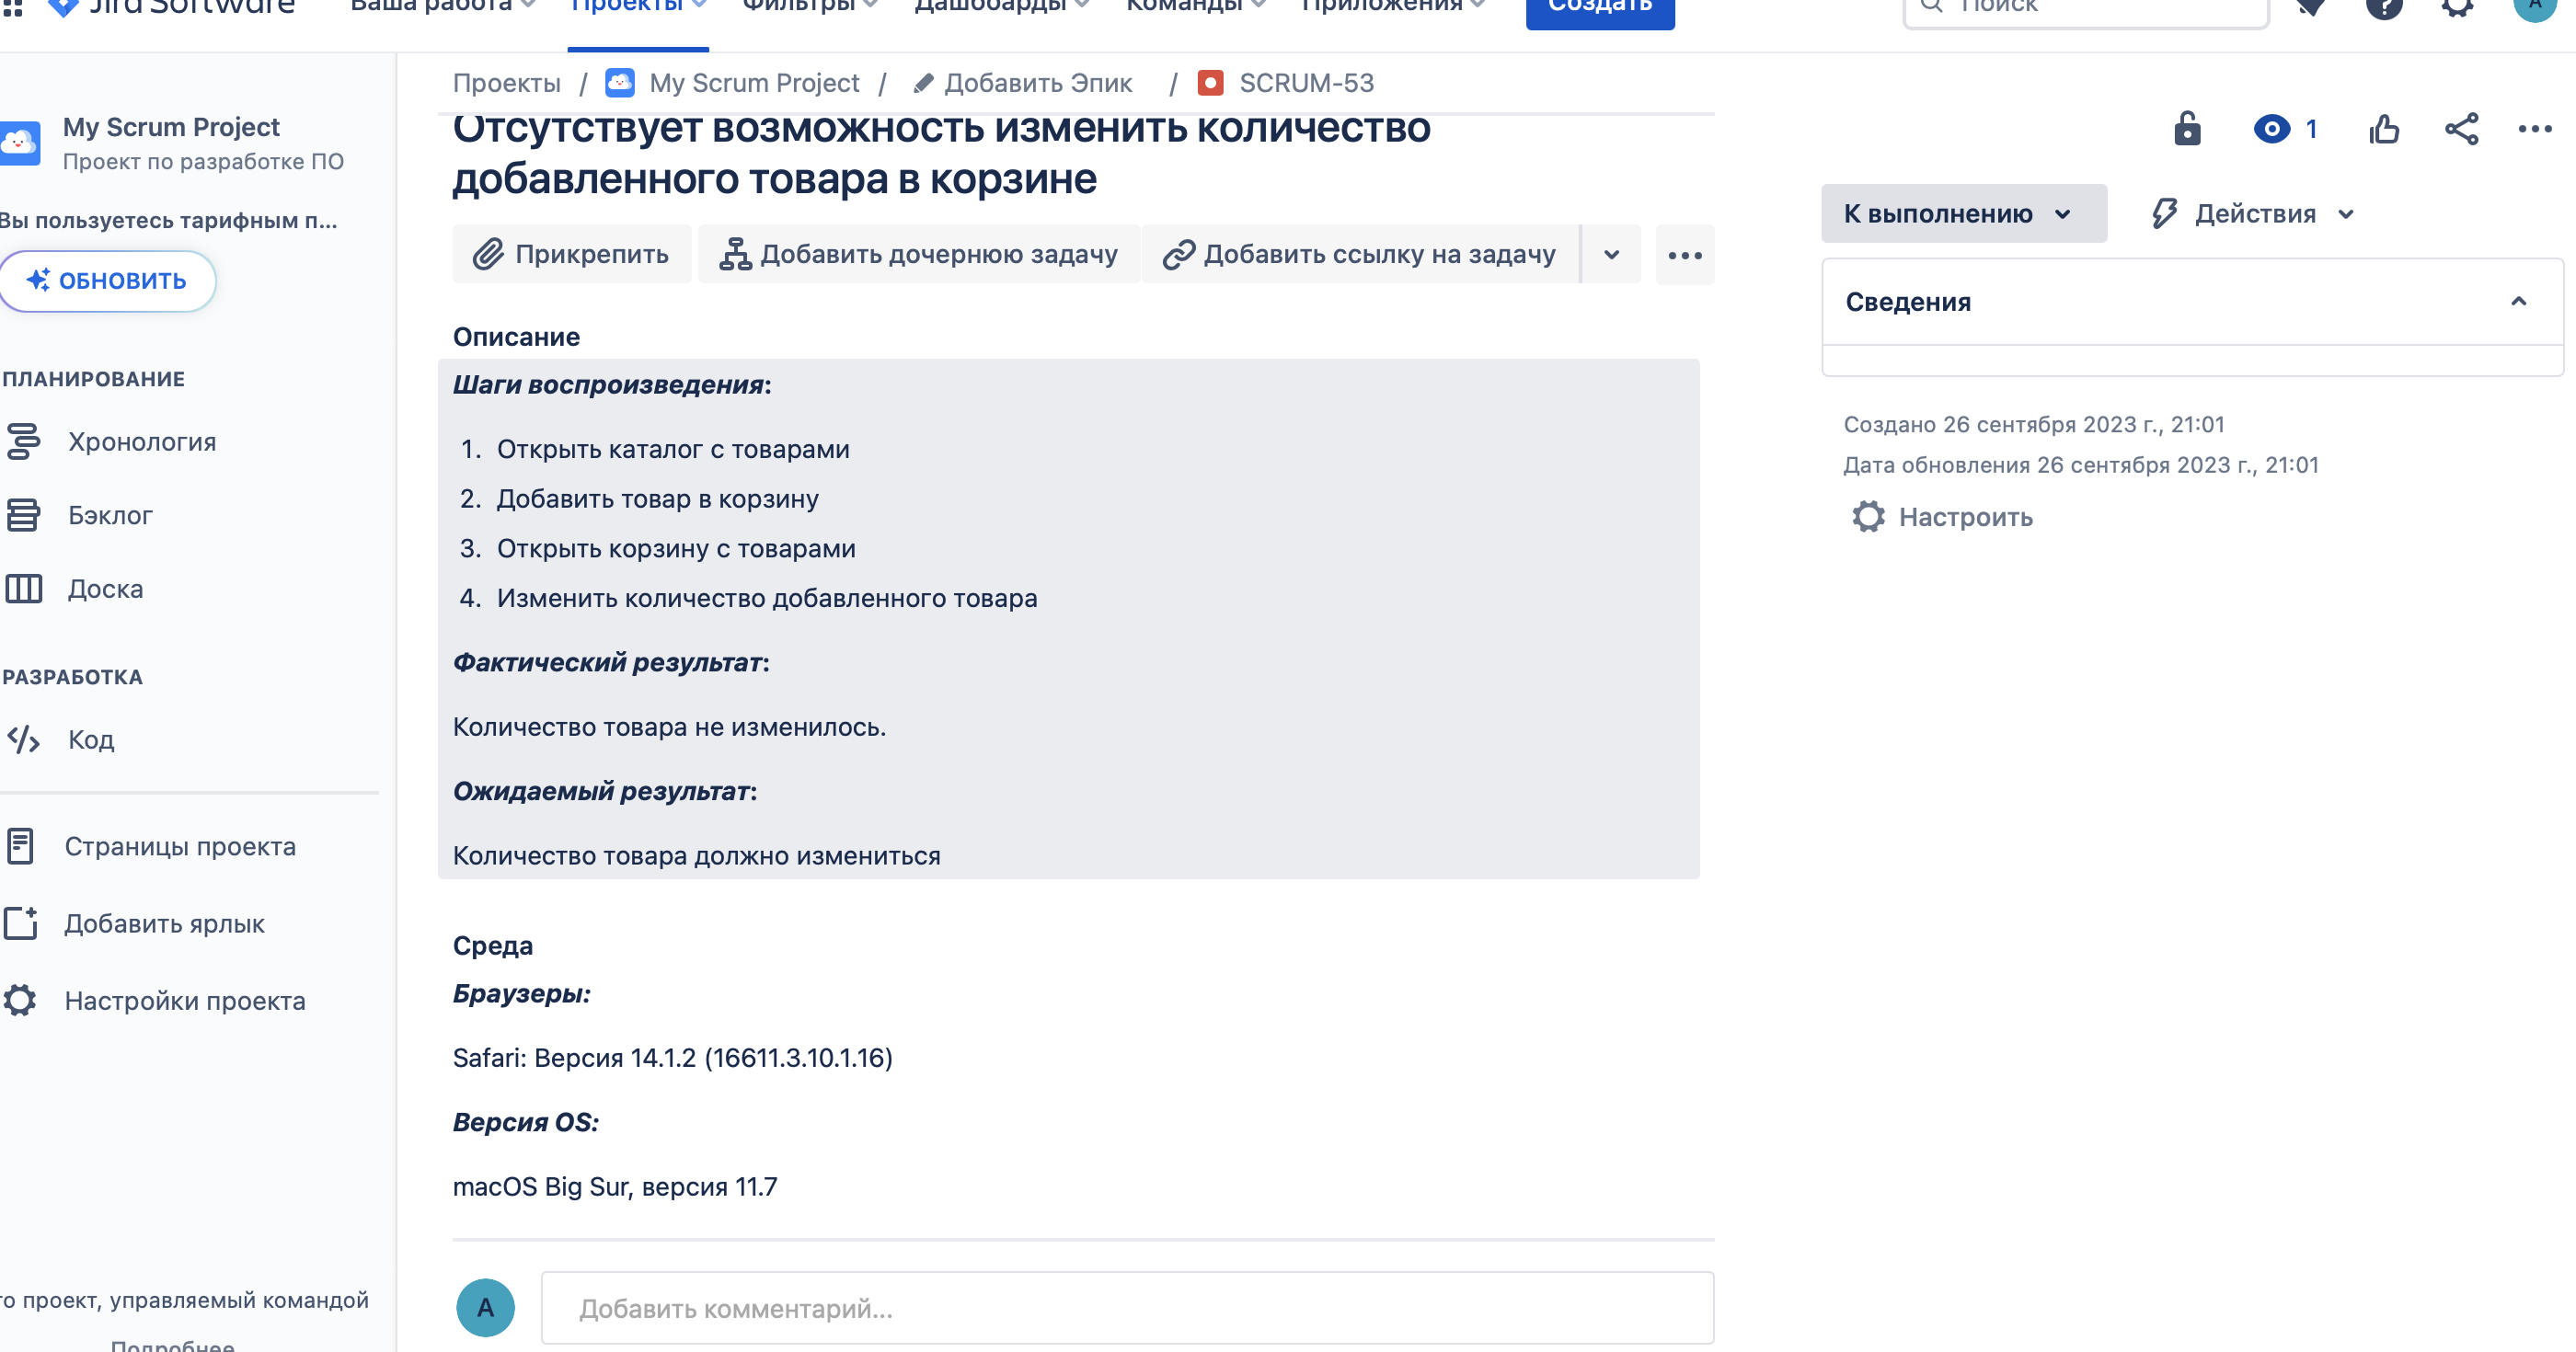 Jira Software
Ваша работа
Проекты
Фильтры
Дашборды
Команды
Приложения
Создать
Поиск
A
My Scrum Project
Проект по разработке ПО
Вы пользуетесь тарифным п...
ОБНОВИТЬ
ПЛАНИРОВАНИЕ
Хронология
Бэклог
Доска
РАЗРАБОТКА
Код
Страницы проекта
Добавить ярлык
Настройки проекта
то проект, управляемый командой
Подробнее
Проекты / My Scrum Project / Добавить Эпик / SCRUM-53
Отсутствует возможность изменить количество
добавленного товара в корзине
Прикрепить
Добавить дочернюю задачу
Добавить ссылку на задачу
Описание
Шаги воспроизведения:
1. Открыть каталог с товарами
2. Добавить товар в корзину
3. Открыть корзину с товарами
4. Изменить количество добавленного товара
Фактический результат:
Количество товара не изменилось.
Ожидаемый результат:
Количество товара должно измениться
Среда
Браузеры:
Safari: Версия 14.1.2 (16611.3.10.1.16)
Версия OS:
macOS Big Sur, версия 11.7
A
Добавить комментарий...
1
К выполнению
Действия
Сведения
Создано 26 сентября 2023 г., 21:01
Дата обновления 26 сентября 2023 г., 21:01
Настроить